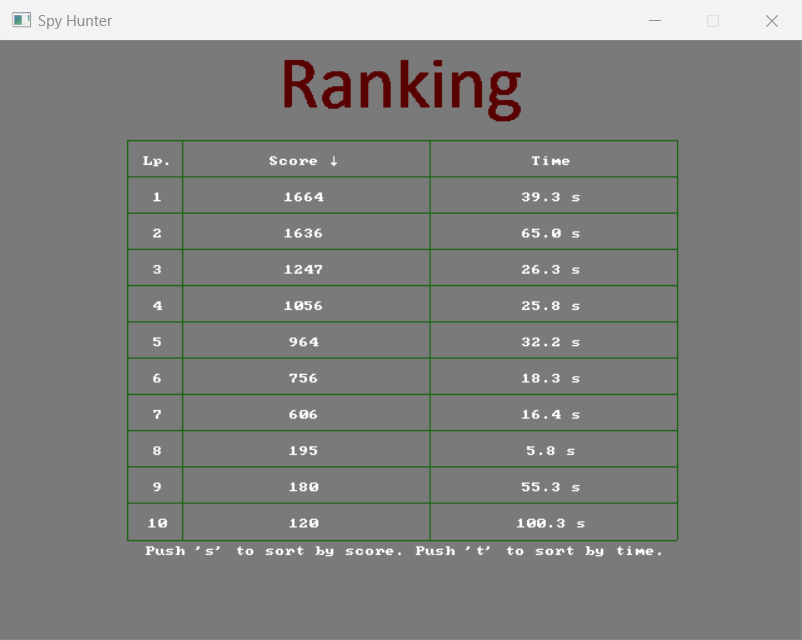 Spy Hunter
Ranking
Lp. Score ↓ Time
1 1664 39.3 s
2 1636 65.0 s
3 1247 26.3 s
4 1056 25.8 s
5 964 32.2 s
6 756 18.3 s
7 606 16.4 s
8 195 5.8 s
9 180 55.3 s
10 120 100.3 s
Push 's' to sort by score. Push 't' to sort by time.